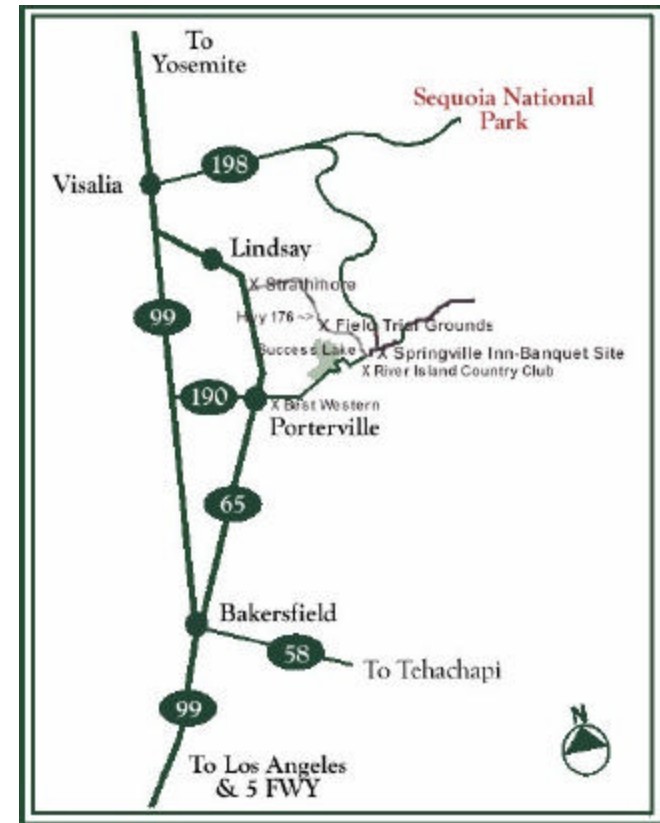 To
Yosemite
Sequoia National
Park
198
Visalia
Lindsay
X Strathmore
99
Hwy 176 ~>
X Field Trial Grounds
Success Lake
X Springville Inn-Banquet Site
X River Island Country Club
190
X Best Western
Porterville
65
Bakersfield
58
To Tehachapi
99
N
To Los Angeles
& 5 FWY